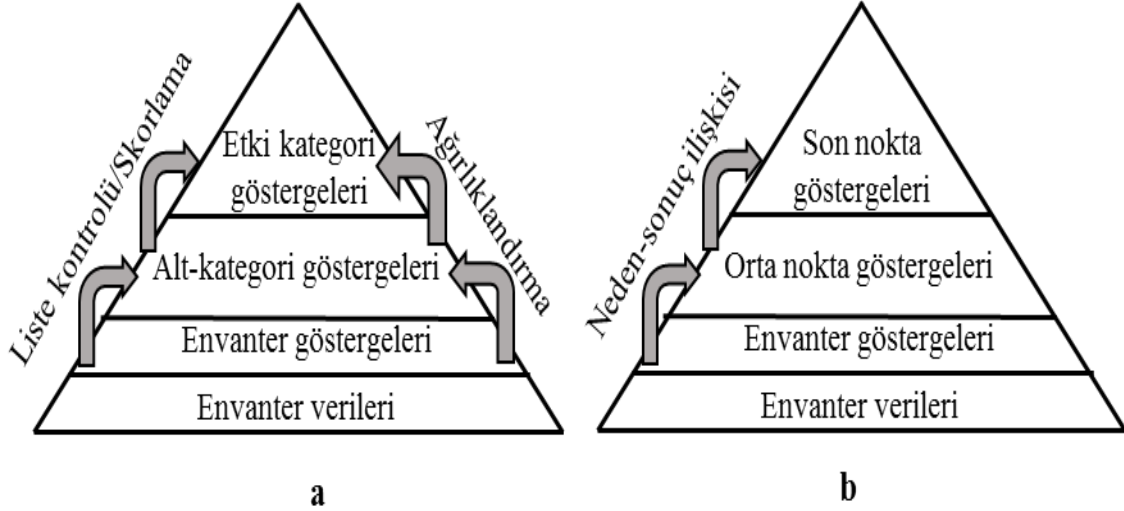 Liste kontrolü/Skorlama
Ağırlıklandırma
Etki kategori
göstergeleri
Alt-kategori göstergeleri
Envanter göstergeleri
Envanter verileri
a
Neden-sonuç ilişkisi
Son nokta
göstergeleri
Orta nokta göstergeleri
Envanter göstergeleri
Envanter verileri
b